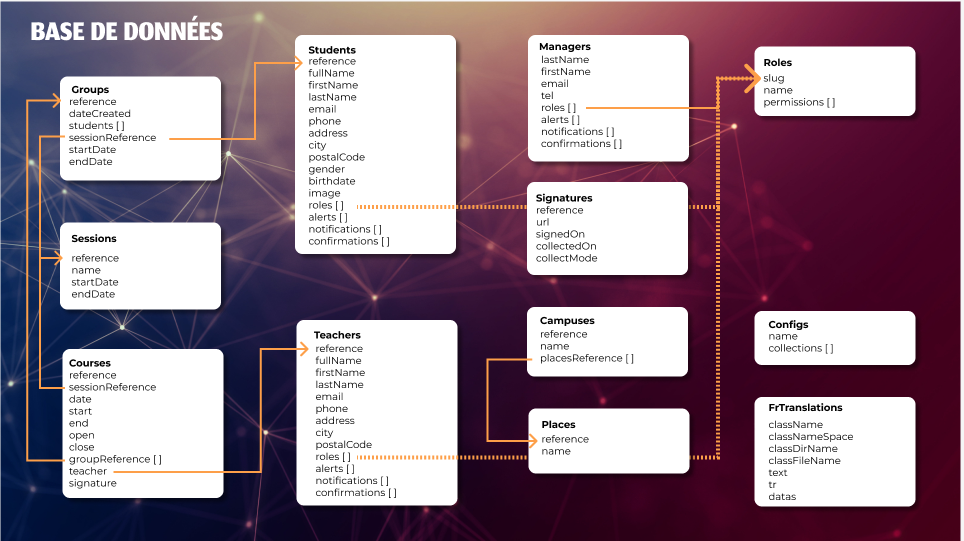 BASE DE DONNÉES
Groups
reference
dateCreated
students [ ]
sessionReference
startDate
endDate
Sessions
reference
name
startDate
endDate
Courses
reference
sessionReference
date
start
end
open
close
groupReference [ ]
teacher
signature
Students
reference
fullName
firstName
lastName
email
phone
address
city
postalCode
gender
birthdate
image
roles [ ]
alerts [ ]
notifications [ ]
confirmations [ ]
Teachers
reference
fullName
firstName
lastName
email
phone
address
city
postalCode
roles [ ]
alerts [ ]
notifications [ ]
confirmations [ ]
Managers
lastName
firstName
email
tel
roles [ ]
alerts [ ]
notifications [ ]
confirmations [ ]
Signatures
reference
url
signedOn
collectedOn
collectMode
Campuses
reference
name
placesReference [ ]
Places
reference
name
Roles
slug
name
permissions [ ]
Configs
name
collections [ ]
FrTranslations
className
classNameSpace
classDirName
classFileName
text
tr
datas